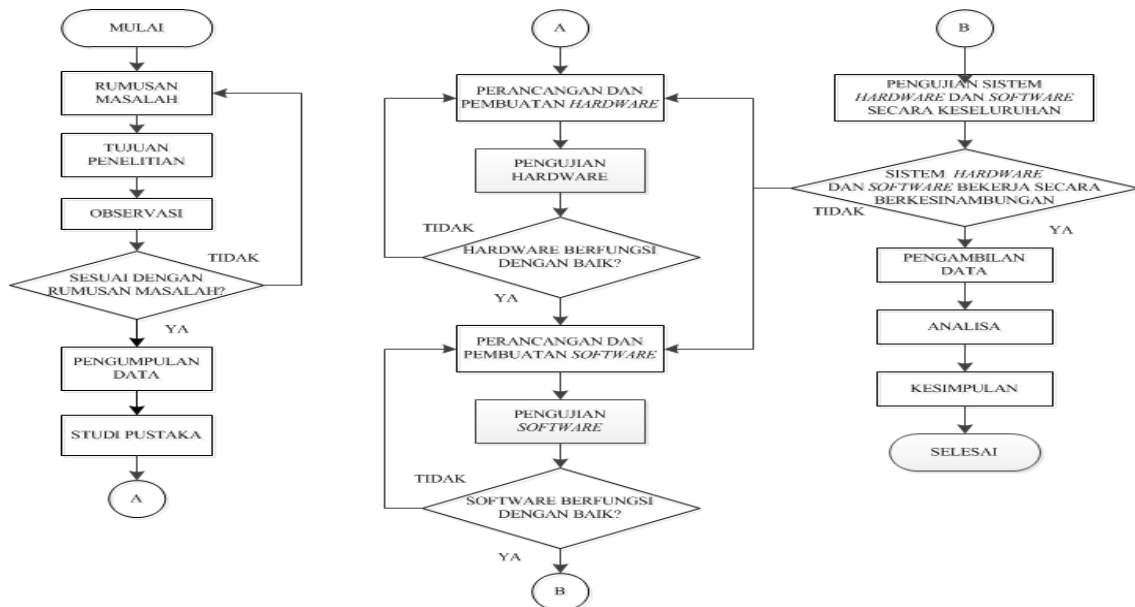 MULAI
RUMUSAN
MASALAH
TUJUAN
PENELITIAN
OBSERVASI
TIDAK
SESUAI DENGAN
RUMUSAN MASALAH?
YA
PENGUMPULAN
DATA
STUDI PUSTAKA
A
A
PERANCANGAN DAN
PEMBUATAN HARDWARE
PENGUJIAN
HARDWARE
TIDAK
HARDWARE BERFUNGSI
DENGAN BAIK?
YA
PERANCANGAN DAN
PEMBUATAN SOFTWARE
PENGUJIAN
SOFTWARE
TIDAK
SOFTWARE BERFUNGSI
DENGAN BAIK?
YA
B
B
PENGUJIAN SISTEM
HARDWARE DAN SOFTWARE
SECARA KESELURUHAN
SISTEM HARDWARE
DAN SOFTWARE BEKERJA SECARA
BERKESINAMBUNGAN
TIDAK
YA
PENGAMBILAN
DATA
ANALISA
KESIMPULAN
SELESAI